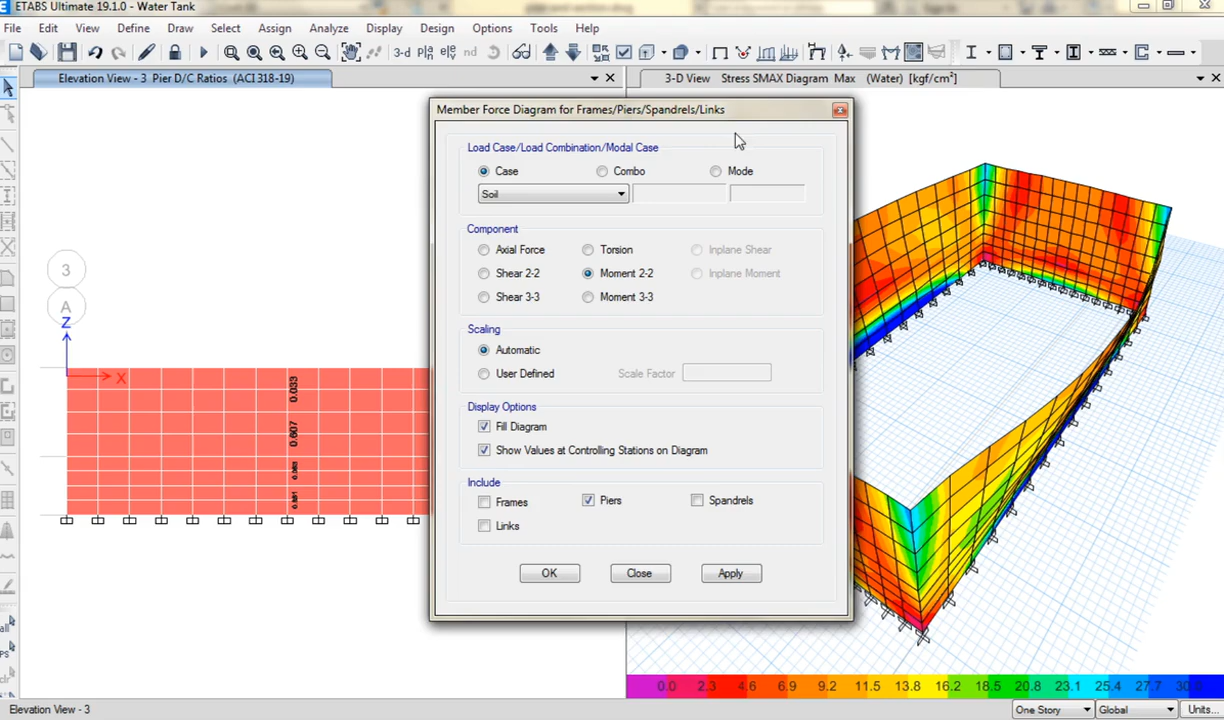 ETABS Ultimate 19.1.0 - Water Tank
File Edit View Define Draw Select Assign Analyze Display Design Options Tools Help
3-d
nd
Elevation View - 3 Pier D/C Ratios (ACI 318-19)
3-D View Stress SMAX Diagram Max (Water) [kgf/cm²]
Member Force Diagram for Frames/Piers/Spandrels/Links
Load Case/Load Combination/Modal Case
Case Combo Mode
Soil
Component
Axial Force Torsion Inplane Shear
Shear 2-2 Moment 2-2 Inplane Moment
Shear 3-3 Moment 3-3
Scaling
Automatic
User Defined Scale Factor
Display Options
Fill Diagram
Show Values at Controlling Stations on Diagram
Include
Frames Piers Spandrels
Links
OK Close Apply
3
A
Z
X
0.033
0.607
0.0 2.3 4.6 6.9 9.2 11.5 13.8 16.2 18.5 20.8 23.1 25.4 27.7
Elevation View - 3
One Story Global Units...